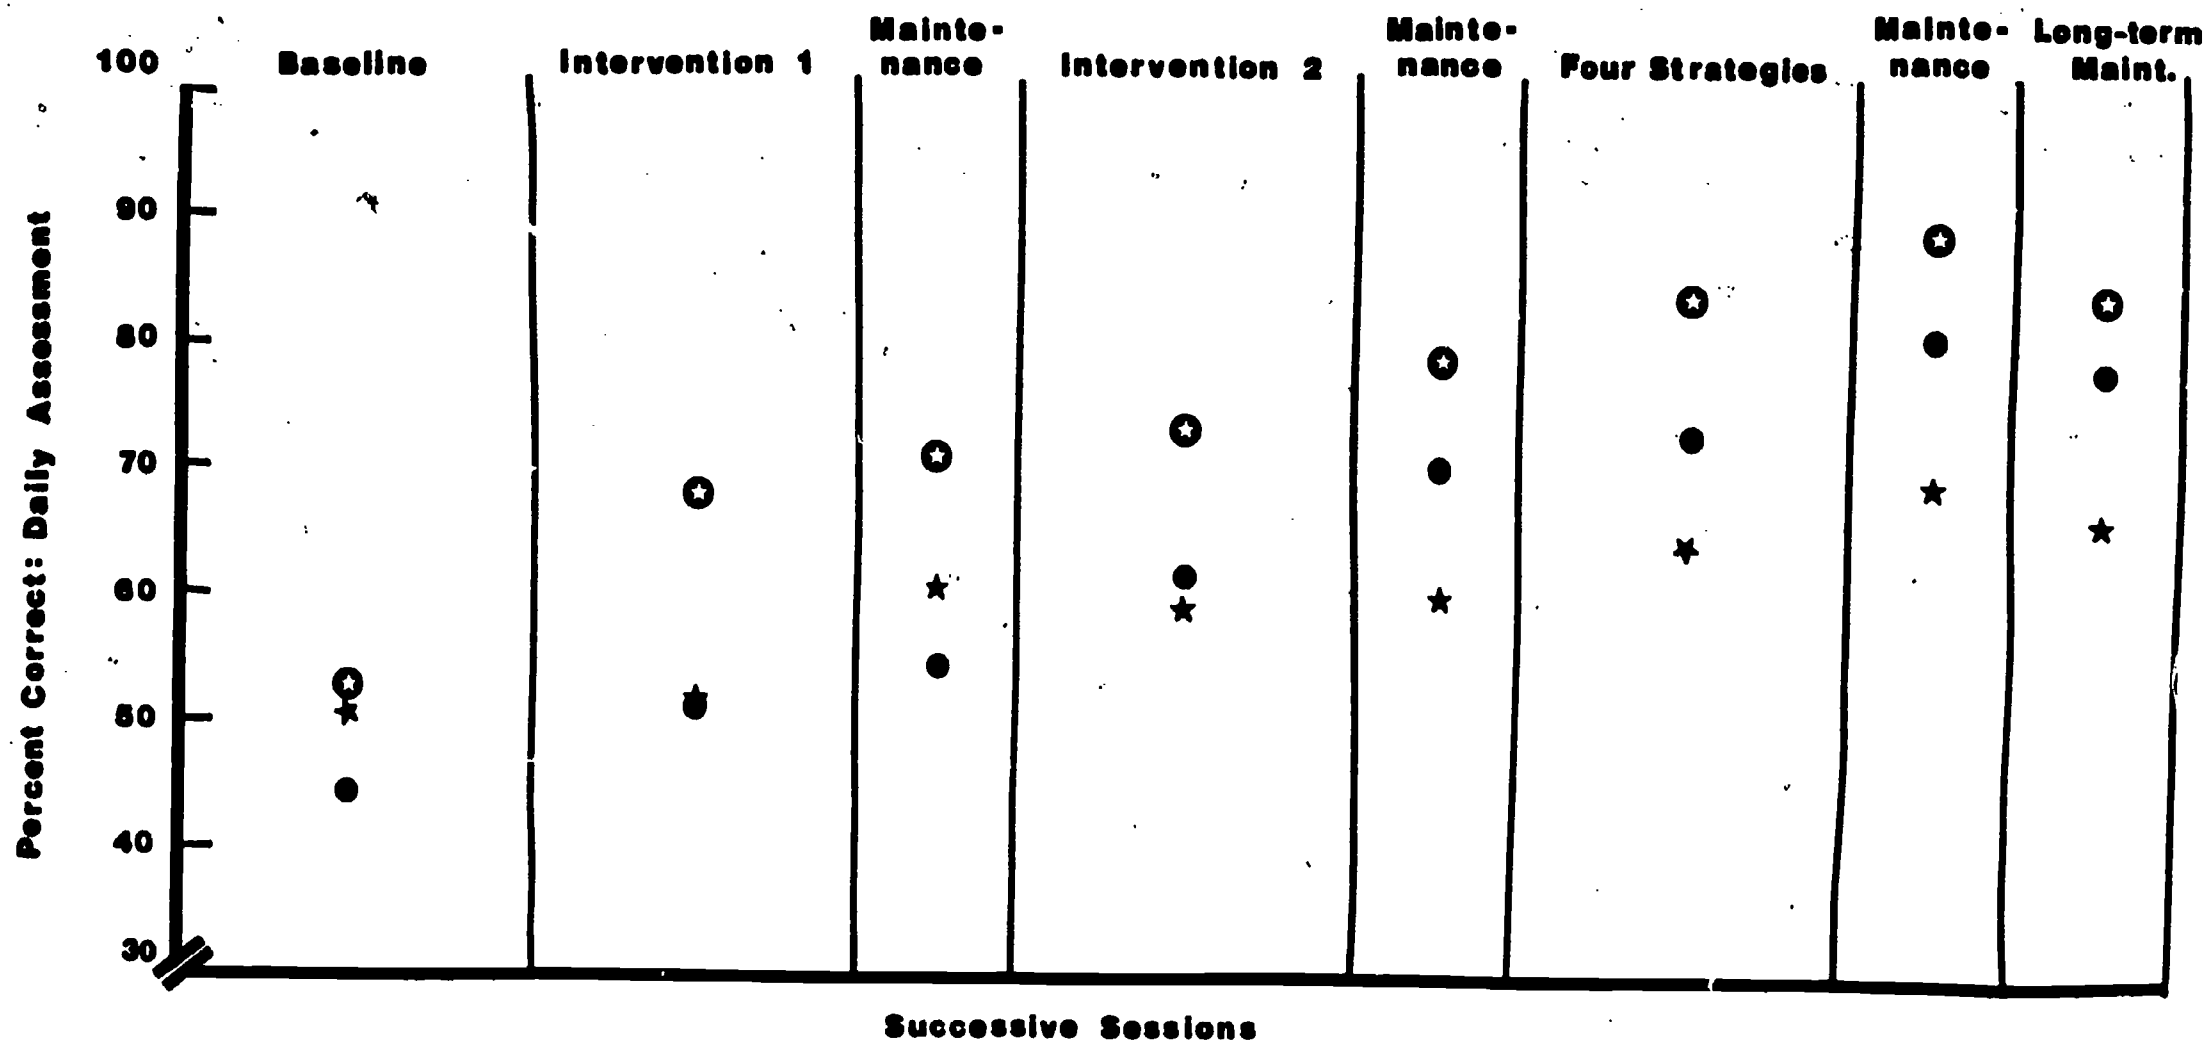 Mainte-
Mainte-
Mainte-
Long-term
Baseline
Intervention 1
nance
Intervention 2
nance
Four Strategies
nance
Maint.
100
90
80
70
60
50
40
30
Percent Correct: Daily Assessment
Successive Sessions